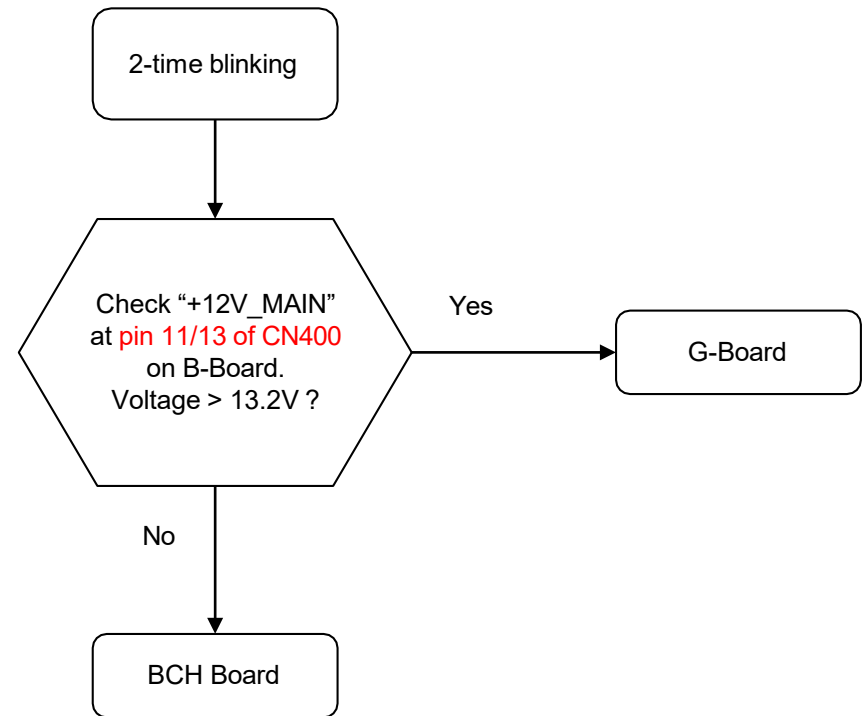 2-time blinking
Check “+12V_MAIN”
at pin 11/13 of CN400
on B-Board.
Voltage > 13.2V ?
Yes
G-Board
No
BCH Board